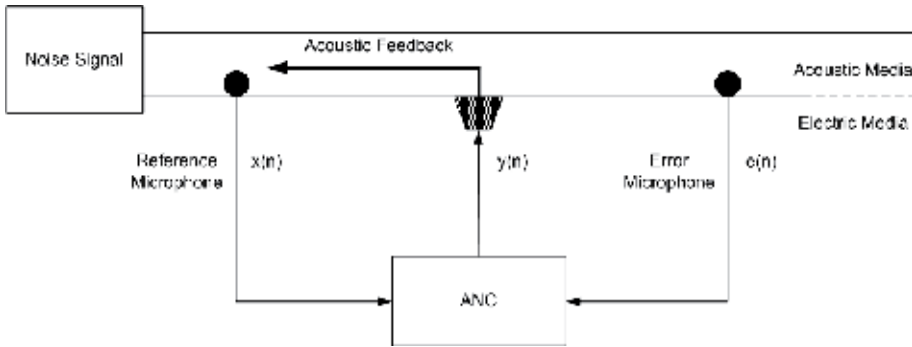 Noise Signal
Acoustic Feedback
Acoustic Media
Electric Media
Reference
Microphone
x(n)
y(n)
Error
Microphone
e(n)
ANC